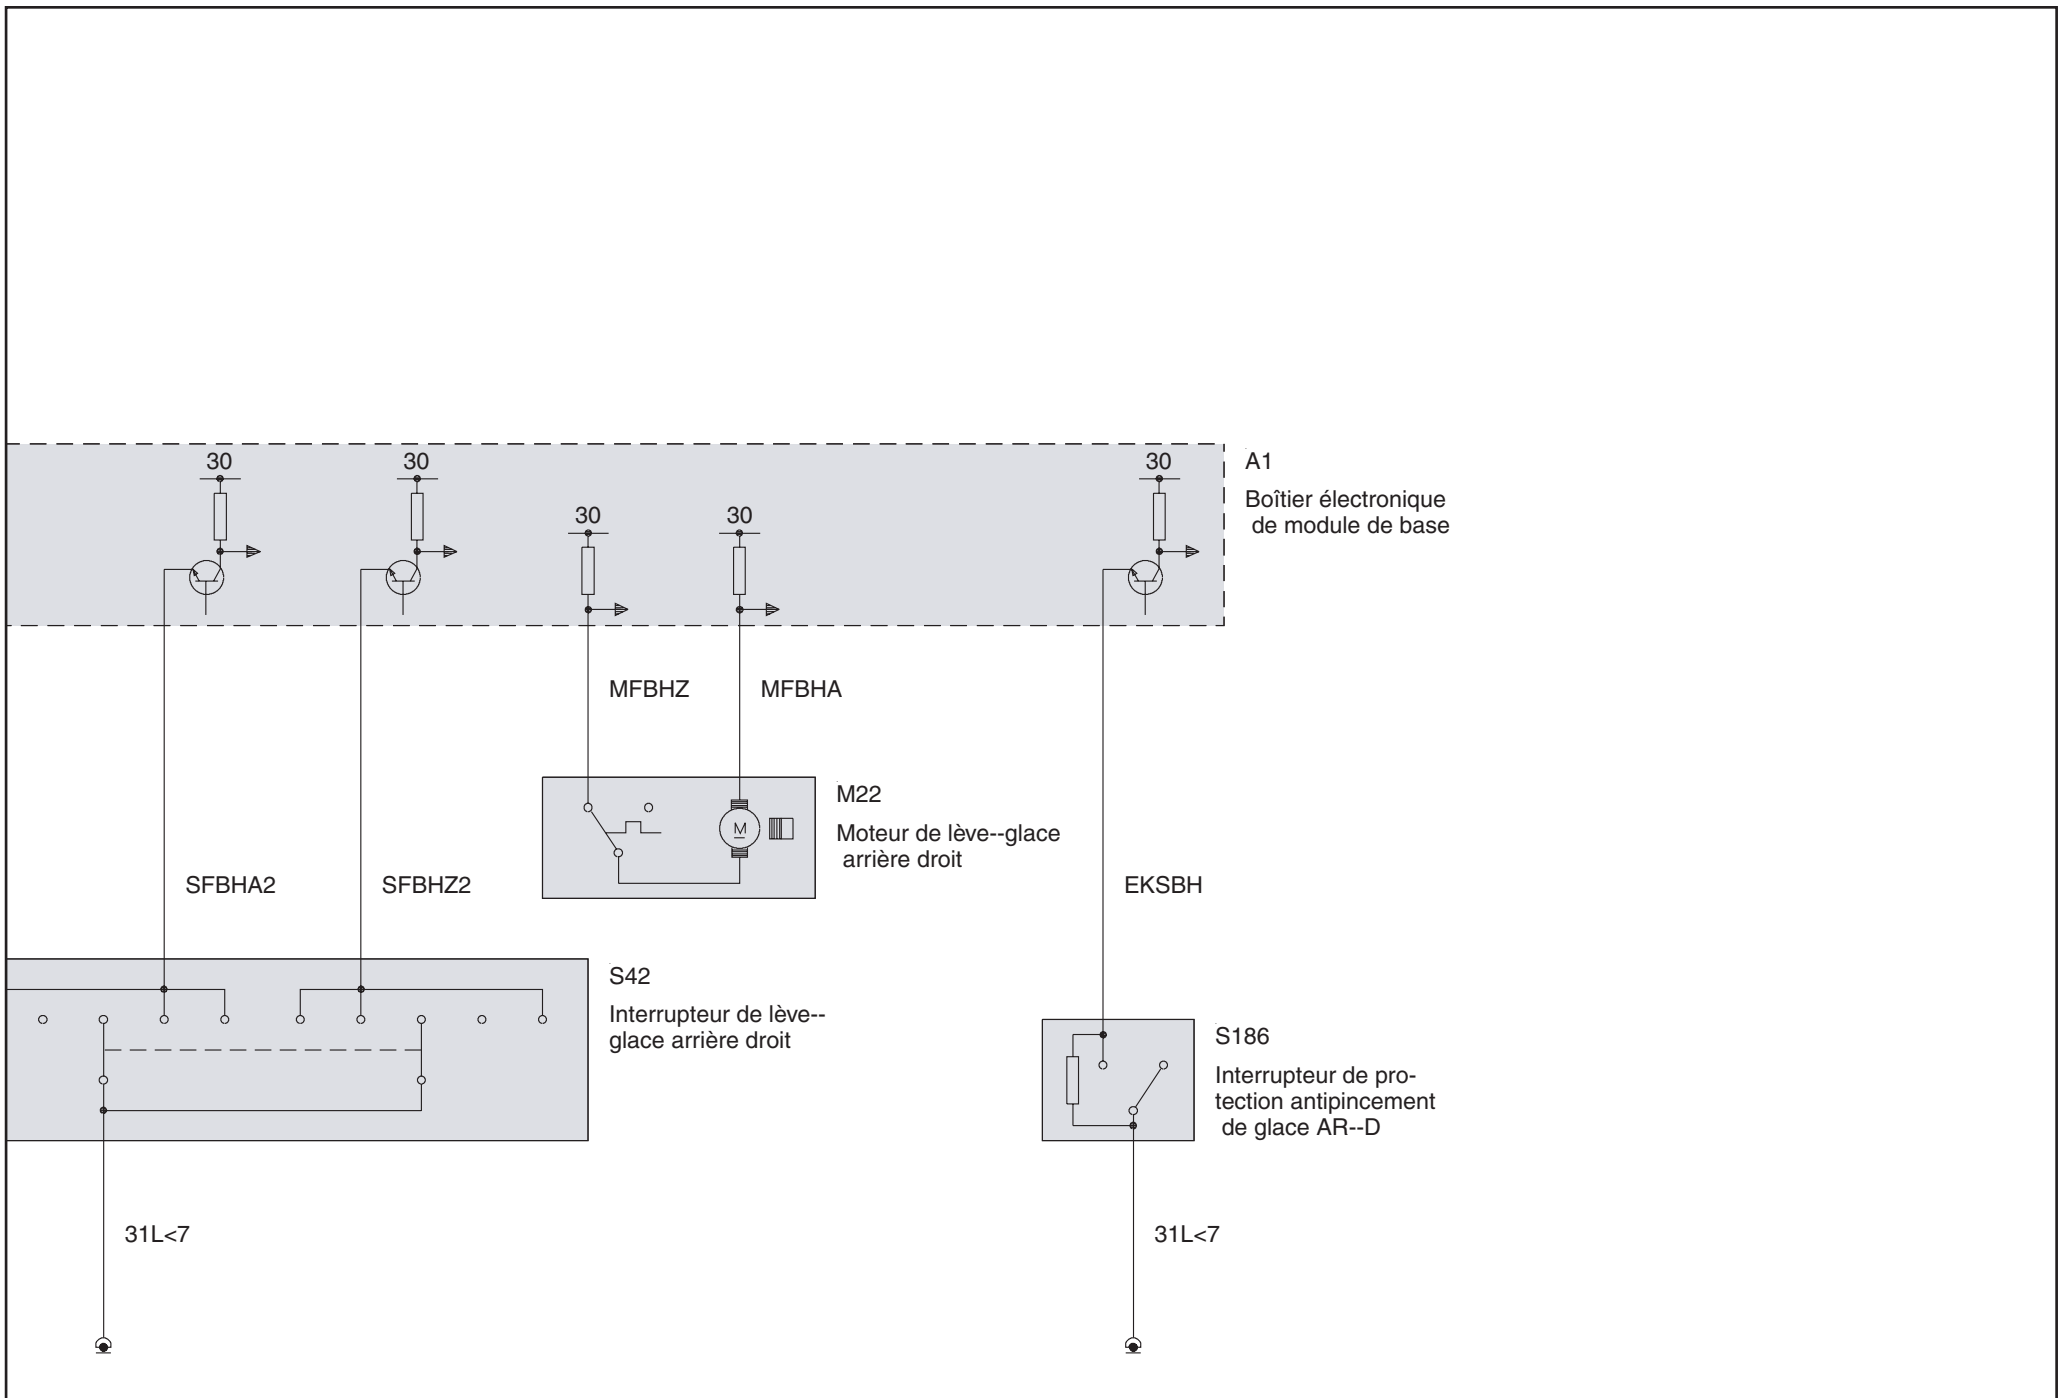 30
30
30
A1
Boîtier électronique
de module de base
30
30
MFBHZ
MFBHA
M22
Moteur de lève--glace
arrière droit
M
SFBHA2
SFBHZ2
EKSBH
S42
Interrupteur de lève--
glace arrière droit
S186
Interrupteur de pro-
tection antipincement
de glace AR--D
31L<7
31L<7